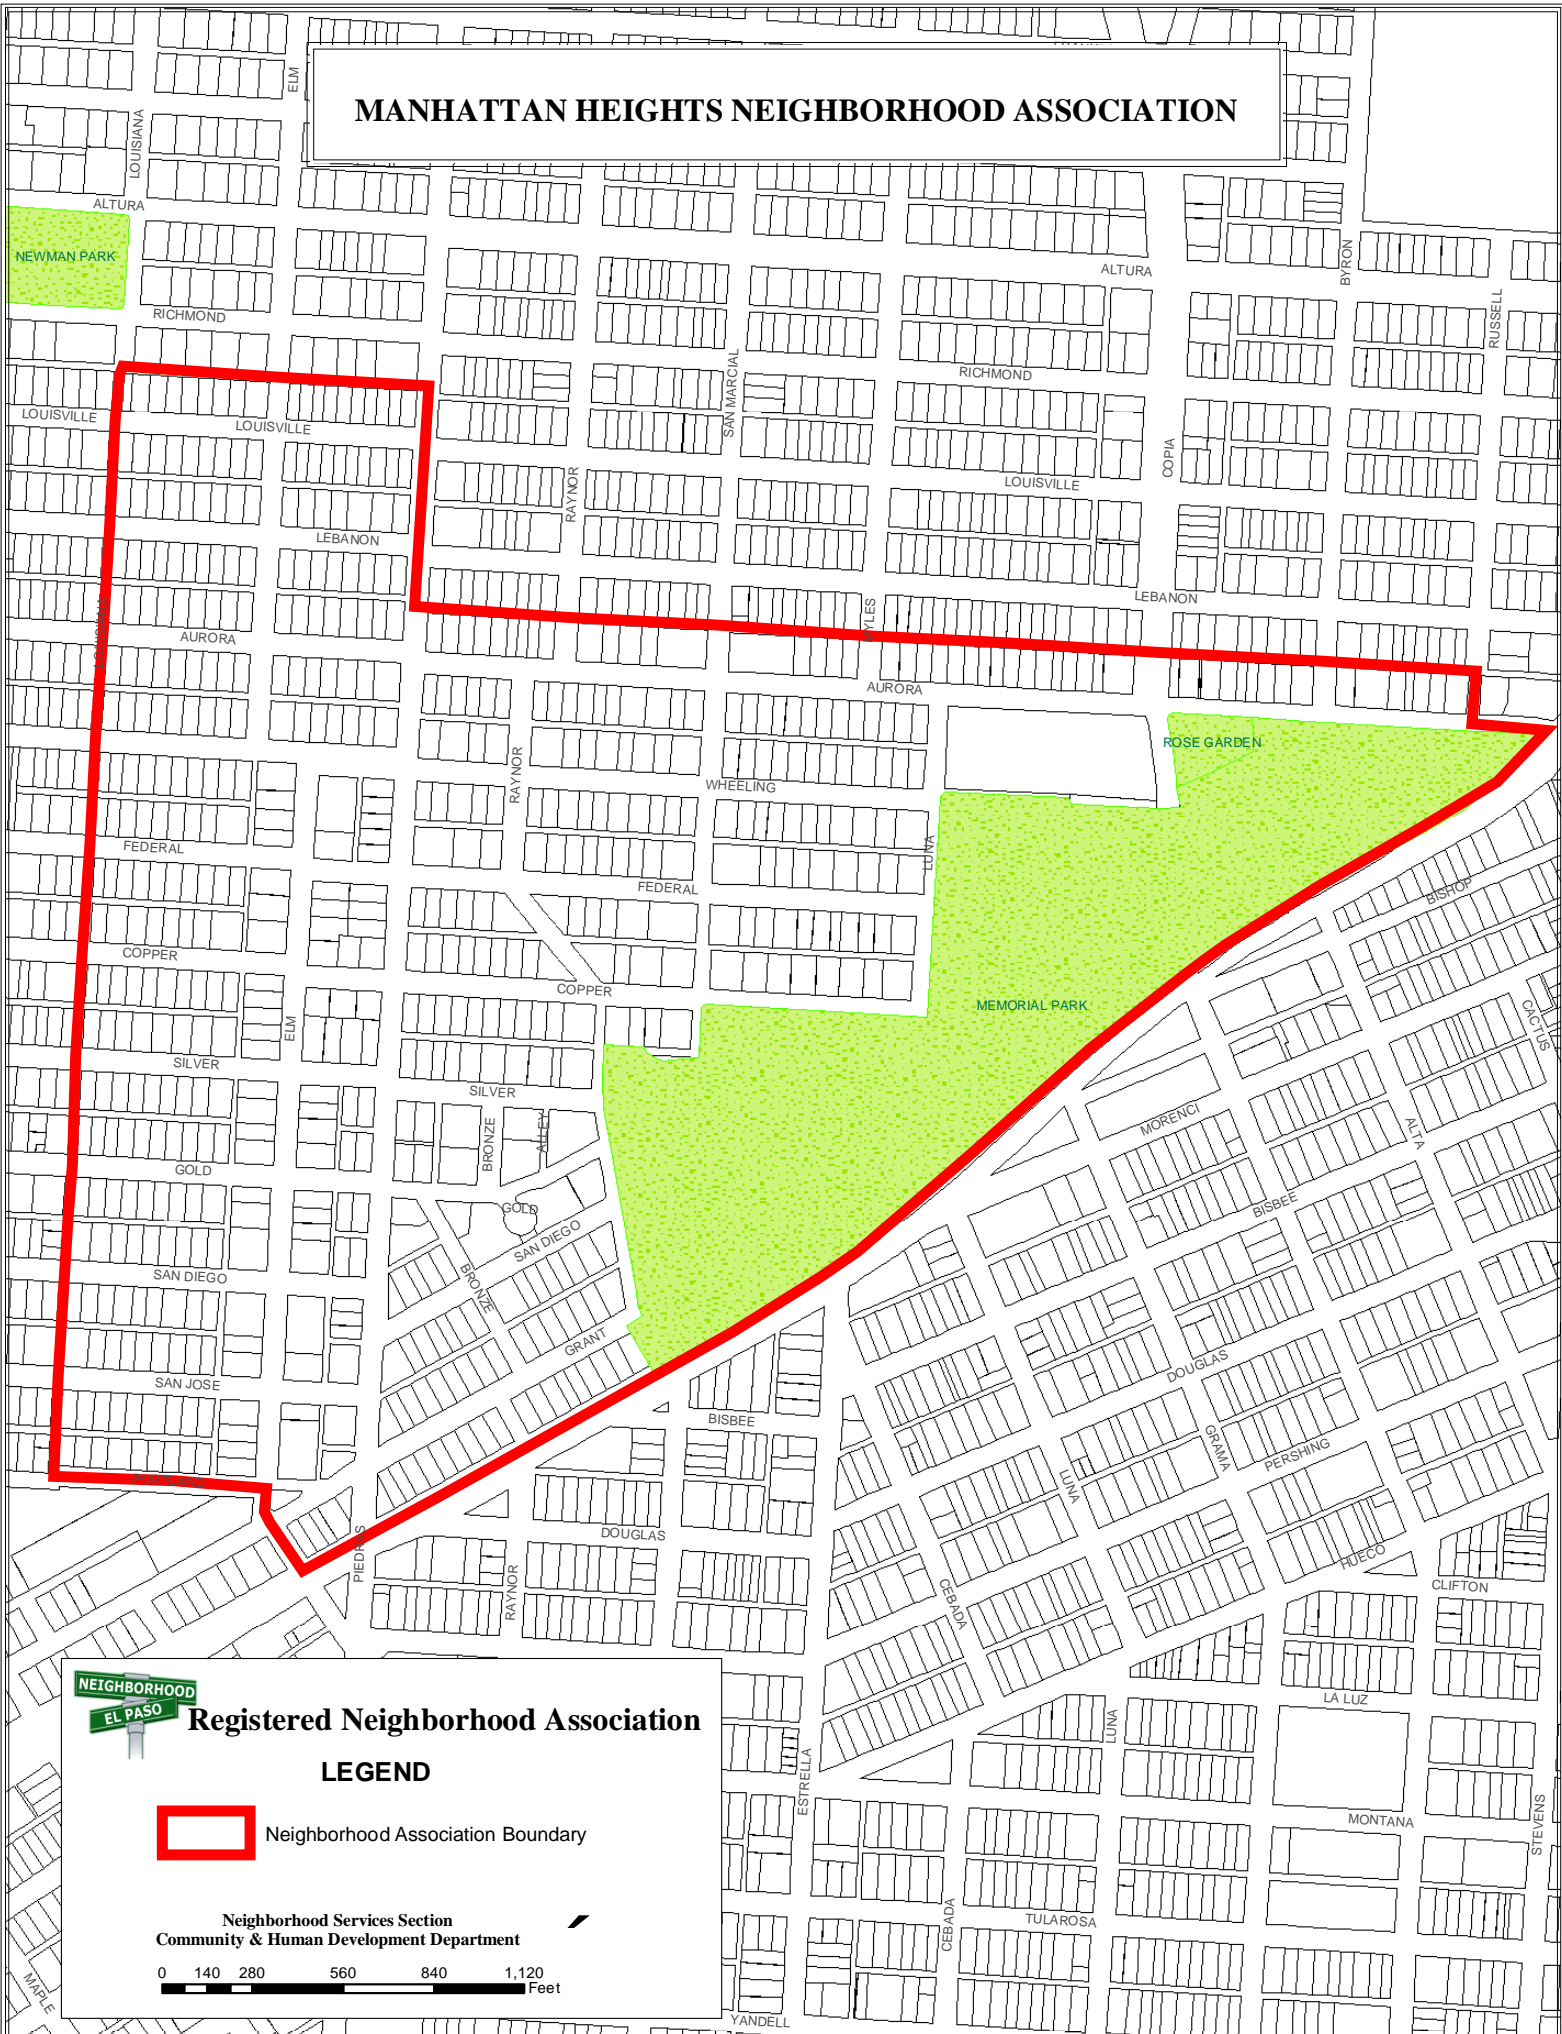 MANHATTAN HEIGHTS NEIGHBORHOOD ASSOCIATION
ELM
LOUISIANA
ALTURA
NEWMAN PARK
RICHMOND
ALTURA
BYRON
RUSSELL
RICHMOND
SAN MARCIAL
LOUISVILLE
LOUISVILLE
COPIA
LOUISVILLE
RAYNOR
LEBANON
LEBANON
LOUISIANA
MYLES
AURORA
AURORA
ROSE GARDEN
RAYNOR
WHEELING
LUNA
FEDERAL
FEDERAL
BISHOP
COPPER
COPPER
MEMORIAL PARK
CACTUS
ELM
SILVER
SILVER
BRONZE
ALLEY
MORENCI
ALTA
GOLD
GOLD
BISBEE
SAN DIEGO
SAN DIEGO
BRONZE
GRANT
DOUGLAS
SAN JOSE
BISBEE
GRAMA
PERSHING
LUNA
DOUGLAS
PIEDRAS
HUECO
RAYNOR
CEBADA
CLIFTON
LA LUZ
LUNA
ESTRELLA
MONTANA
STEVENS
CEBADA
TULAROSA
MAPLE
YANDELL
NEIGHBORHOOD
EL PASO
Registered Neighborhood Association
LEGEND
Neighborhood Association Boundary
Neighborhood Services Section
Community & Human Development Department
0 140 280 560 840 1,120
Feet